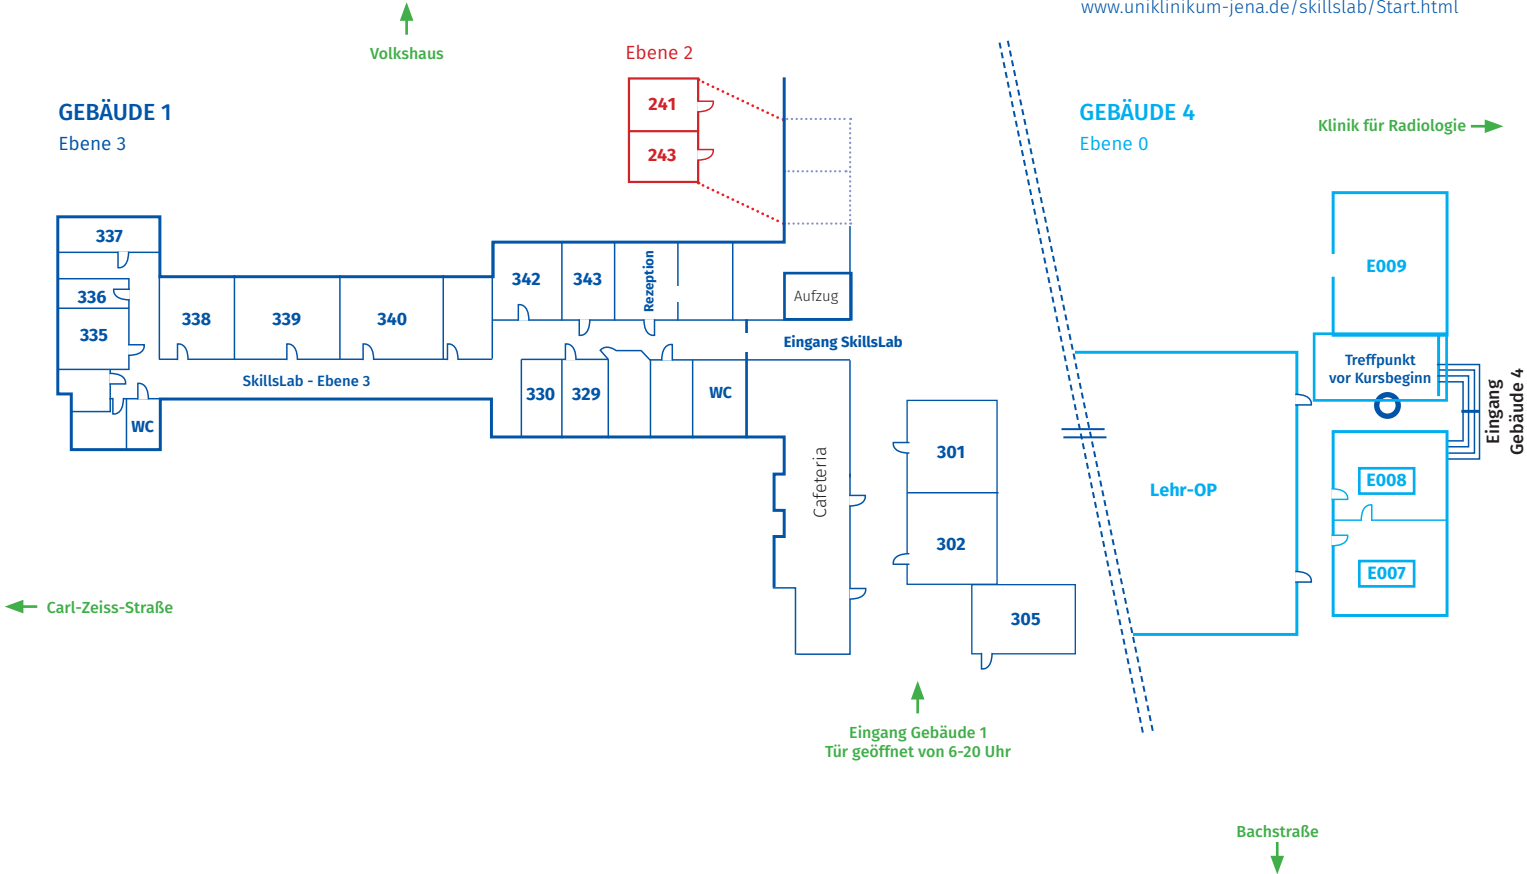 www.uniklinikum-jena.de/skillslab/Start.html
Volkshaus
Ebene 2
241
243
GEBÄUDE 1
Ebene 3
GEBÄUDE 4
Ebene 0
Klinik für Radiologie
337
336
335
338
339
340
342
343
Rezeption
Aufzug
Eingang SkillsLab
SkillsLab - Ebene 3
330
329
WC
WC
Cafeteria
301
302
305
E009
Treffpunkt
vor Kursbeginn
Eingang
Gebäude 4
Lehr-OP
E008
E007
Carl-Zeiss-Straße
Eingang Gebäude 1
Tür geöffnet von 6-20 Uhr
Bachstraße